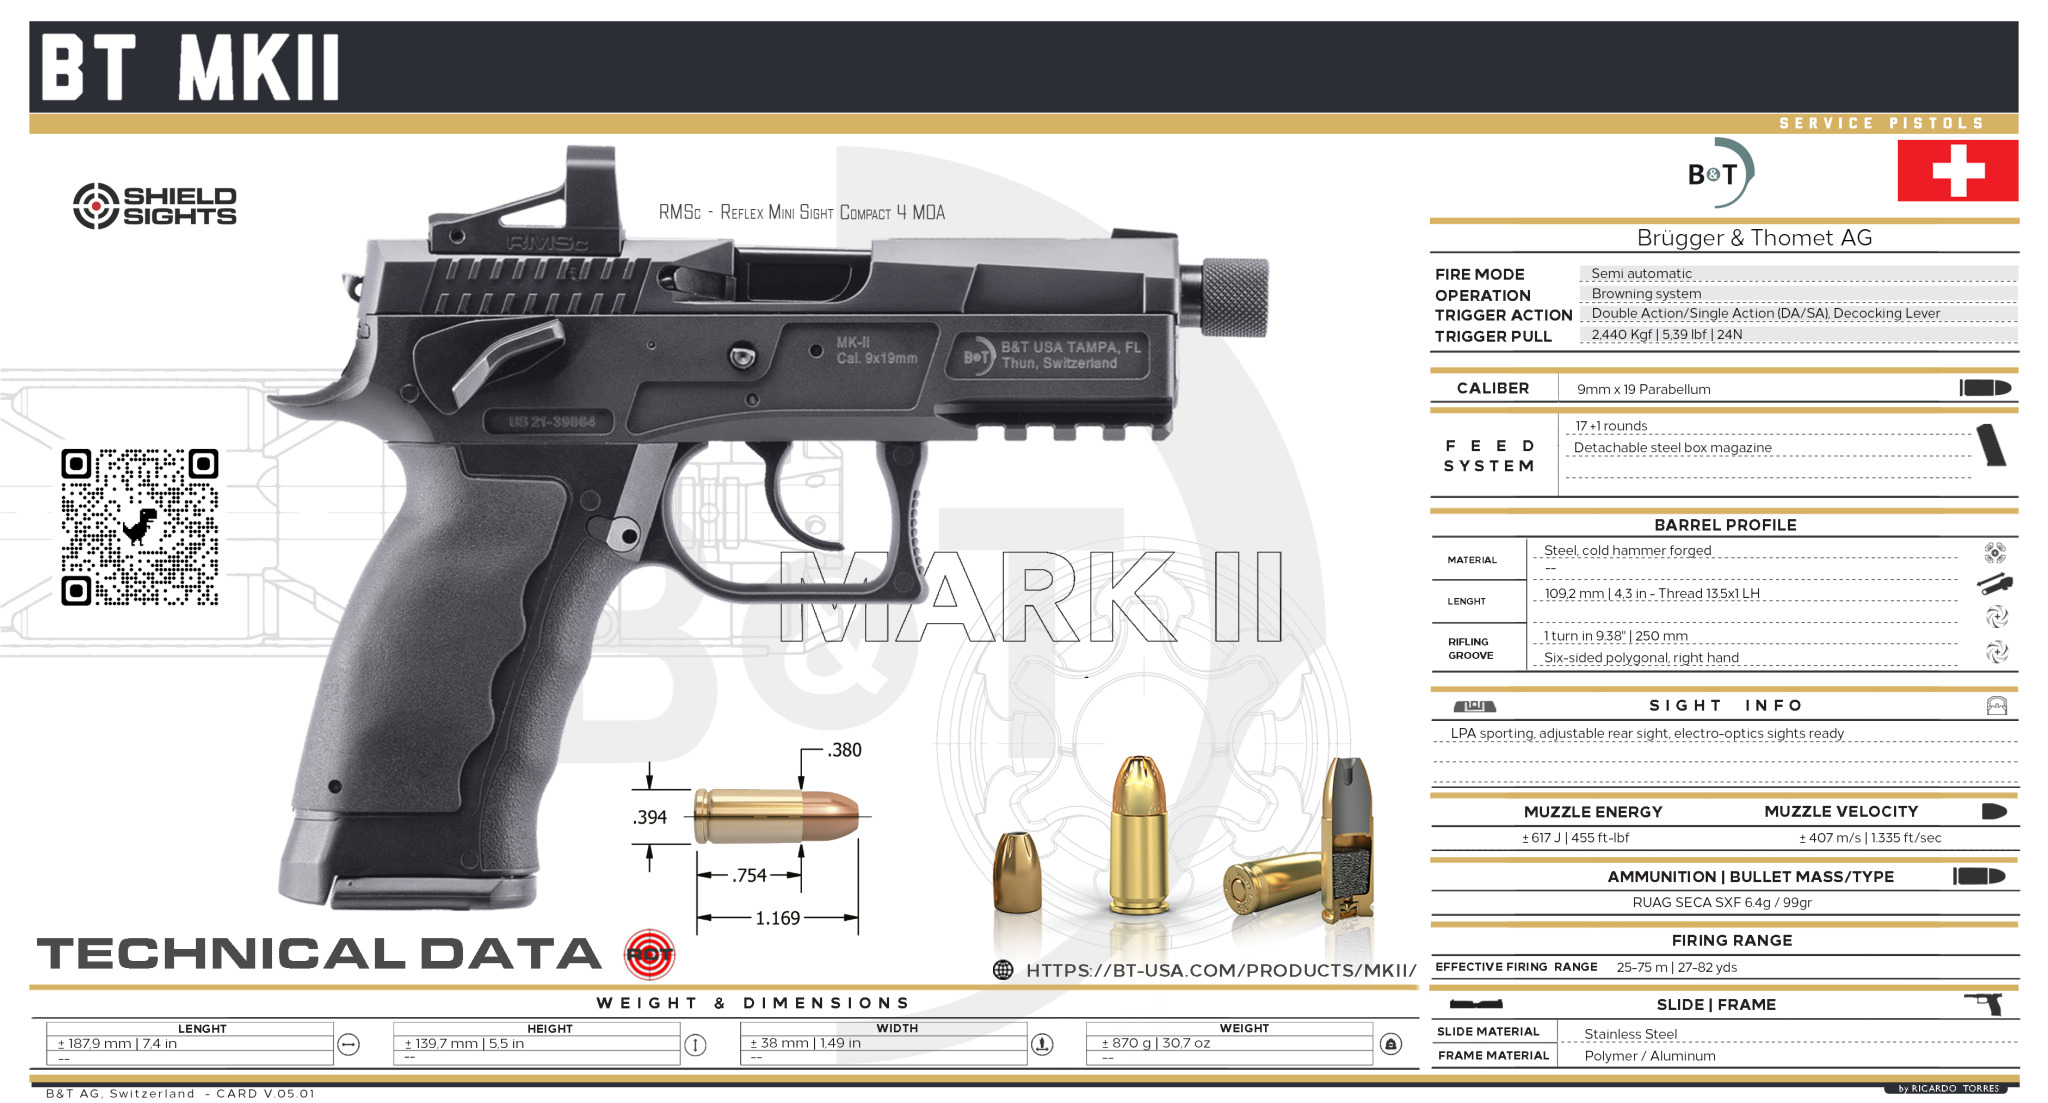 BT MKII
SERVICE PISTOLS
SHIELD
SIGHTS
RMSc - Reflex Mini Sight Compact 4 MOA
RMSc
MK-II
Cal. 9x19mm
B&T
B&T USA TAMPA, FL
Thun, Switzerland
US 21-39864
B&T
MARK II
.380
.394
.754
1.169
TECHNICAL DATA
RDT
HTTPS://BT-USA.COM/PRODUCTS/MKII/
WEIGHT & DIMENSIONS
LENGHT
± 187,9 mm | 7,4 in
--
HEIGHT
± 139,7 mm | 5,5 in
--
WIDTH
± 38 mm | 1,49 in
--
WEIGHT
± 870 g | 30,7 oz
--
B&T AG, Switzerland - CARD V.05.01
B&T
Brügger & Thomet AG
FIRE MODE Semi automatic
OPERATION Browning system
TRIGGER ACTION Double Action/Single Action (DA/SA), Decocking Lever
TRIGGER PULL 2,440 Kgf | 5,39 lbf | 24N
CALIBER 9mm x 19 Parabellum
FEED
SYSTEM
17 +1 rounds
Detachable steel box magazine
BARREL PROFILE
MATERIAL
Steel, cold hammer forged
--
LENGHT
109,2 mm | 4,3 in - Thread 13.5x1 LH
RIFLING
GROOVE
1 turn in 9.38" | 250 mm
Six-sided polygonal, right hand
SIGHT INFO
LPA sporting, adjustable rear sight, electro-optics sights ready
MUZZLE ENERGY MUZZLE VELOCITY
± 617 J | 455 ft-lbf ± 407 m/s | 1.335 ft/sec
AMMUNITION | BULLET MASS/TYPE
RUAG SECA SXF 6.4g / 99gr
FIRING RANGE
EFFECTIVE FIRING RANGE 25-75 m | 27-82 yds
SLIDE | FRAME
SLIDE MATERIAL Stainless Steel
FRAME MATERIAL Polymer / Aluminum
by RICARDO TORRES